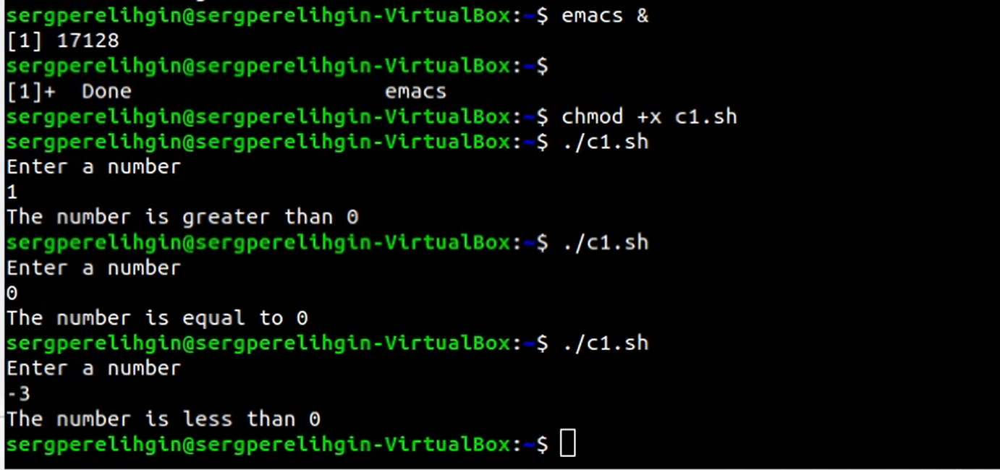 sergperelihgin@sergperelihgin-VirtualBox:~$ emacs &
[1] 17128
sergperelihgin@sergperelihgin-VirtualBox:~$
[1]+  Done                    emacs
sergperelihgin@sergperelihgin-VirtualBox:~$ chmod +x c1.sh
sergperelihgin@sergperelihgin-VirtualBox:~$ ./c1.sh
Enter a number
1
The number is greater than 0
sergperelihgin@sergperelihgin-VirtualBox:~$ ./c1.sh
Enter a number
0
The number is equal to 0
sergperelihgin@sergperelihgin-VirtualBox:~$ ./c1.sh
Enter a number
-3
The number is less than 0
sergperelihgin@sergperelihgin-VirtualBox:~$